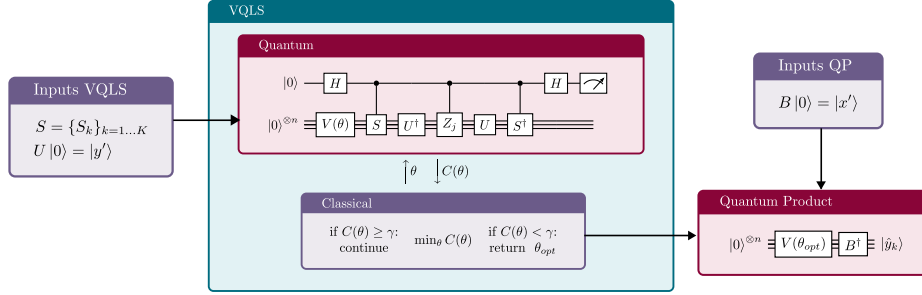 VQLS
Quantum
|0⟩ H H
|0⟩⊗n V(θ) S U† Z_j U S†
θ C(θ)
Classical
if C(θ) ≥ γ: if C(θ) < γ:
continue min_θ C(θ) return θ_opt
Inputs VQLS
S = {S_k}_{k=1...K}
U |0⟩ = |y′⟩
Inputs QP
B |0⟩ = |x′⟩
Quantum Product
|0⟩⊗n V(θ_opt) B† |ŷ_k⟩